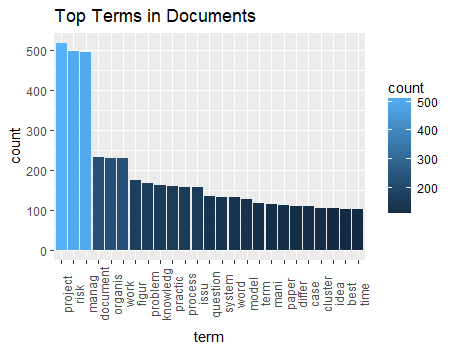 Top Terms in Documents
count
500
400
300
200
100
0
project
risk
manag
document
organis
work
figur
problem
knowledg
practic
process
issu
question
system
word
model
term
mani
paper
differ
case
cluster
idea
best
time
term
count
500
400
300
200